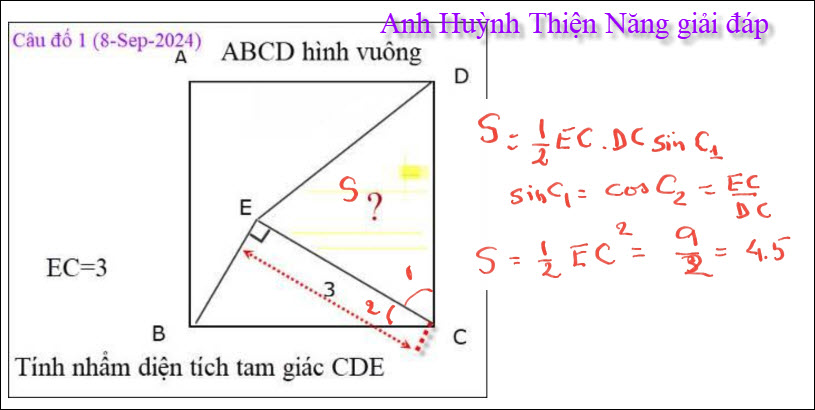 Anh Huỳnh Thiện Năng giải đáp
Câu đố 1 (8-Sep-2024)
ABCD hình vuông
A
D
S = 1/2 EC . DC sin C₁
sin C₁ = cos C₂ = EC/DC
S = 1/2 EC² = 9/2 = 4.5
S
?
E
EC=3
1
3
2
B
C
Tính nhẩm diện tích tam giác CDE